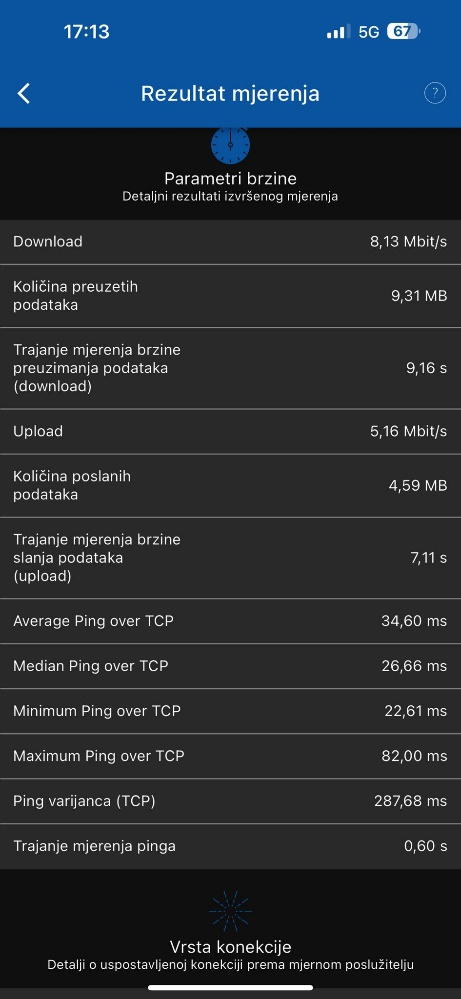 17:13
5G
67
Rezultat mjerenja
?
Parametri brzine
Detaljni rezultati izvršenog mjerenja
Download
8,13 Mbit/s
Količina preuzetih
podataka
9,31 MB
Trajanje mjerenja brzine
preuzimanja podataka
(download)
9,16 s
Upload
5,16 Mbit/s
Količina poslanih
podataka
4,59 MB
Trajanje mjerenja brzine
slanja podataka
(upload)
7,11 s
Average Ping over TCP
34,60 ms
Median Ping over TCP
26,66 ms
Minimum Ping over TCP
22,61 ms
Maximum Ping over TCP
82,00 ms
Ping varijanca (TCP)
287,68 ms
Trajanje mjerenja pinga
0,60 s
Vrsta konekcije
Detalji o uspostavljenoj konekciji prema mjernom poslužitelju